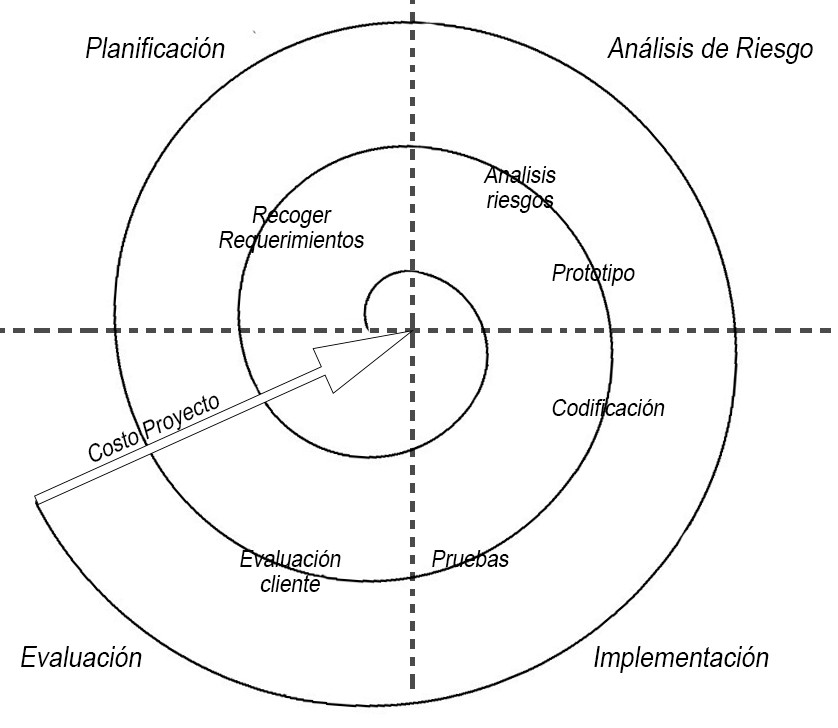 Planificación
Análisis de Riesgo
Analisis
riesgos
Recoger
Requerimientos
Prototipo
Costo Proyecto
Codificación
Evaluación
cliente
Pruebas
Evaluación
Implementación